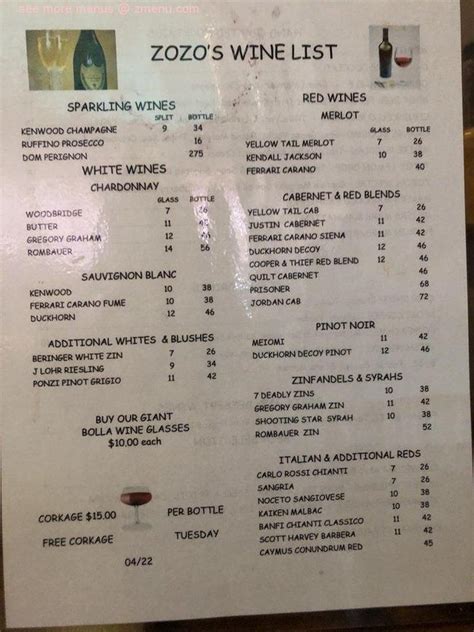 see more menus @ zmenu.com
ZOZO'S WINE LIST
SPARKLING WINES
SPLIT BOTTLE
KENWOOD CHAMPAGNE 9 34
RUFFINO PROSECCO 16
DOM PERIGNON 275
WHITE WINES
CHARDONNAY
GLASS BOTTLE
WOODBRIDGE 7 26
BUTTER 11
GREGORY GRAHAM 12
ROMBAUER 14 56
SAUVIGNON BLANC
KENWOOD 10 38
FERRARI CARANO FUME 10 38
DUCKHORN 12 46
ADDITIONAL WHITES & BLUSHES
BERINGER WHITE ZIN 7 26
J LOHR RIESLING 9 34
PONZI PINOT GRIGIO 11 42
BUY OUR GIANT
BOLLA WINE GLASSES
$10.00 each
CORKAGE $15.00 PER BOTTLE
FREE CORKAGE TUESDAY
04/22
RED WINES
MERLOT
GLASS BOTTLE
YELLOW TAIL MERLOT 7 26
KENDALL JACKSON 10 38
FERRARI CARANO 40
CABERNET & RED BLENDS
YELLOW TAIL CAB 7 26
JUSTIN CABERNET 11 42
FERRARI CARANO SIENA 11 42
DUCKHORN DECOY 12 46
COOPER & THIEF RED BLEND 12 46
QUILT CABERNET 46
PRISONER 68
JORDAN CAB 72
PINOT NOIR
MEIOMI 11 42
DUCKHORN DECOY PINOT 12 46
ZINFANDELS & SYRAHS
7 DEADLY ZINS 10 38
GREGORY GRAHAM ZIN 11 42
SHOOTING STAR SYRAH 10 38
ROMBAUER ZIN 52
ITALIAN & ADDITIONAL REDS
CARLO ROSSI CHIANTI 7 26
SANGRIA 7 26
NOCETO SANGIOVESE 10 38
KAIKEN MALBAC 10 38
BANFI CHIANTI CLASSICO 11 42
SCOTT HARVEY BARBERA 11 42
CAYMUS CONUNDRUM RED 45